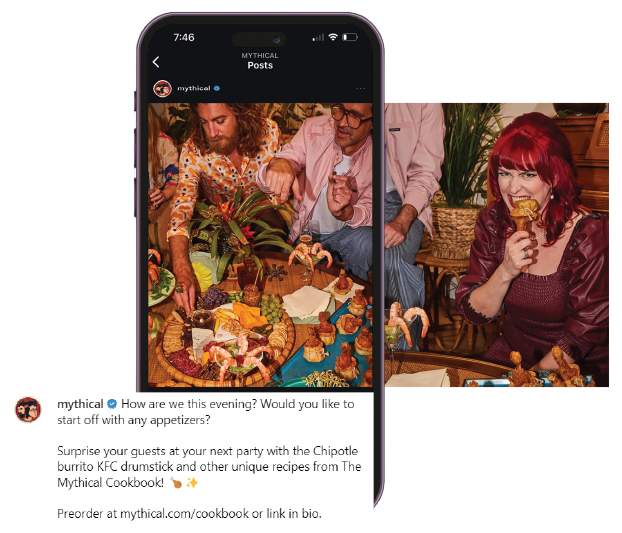 7:46
MYTHICAL
Posts
mythical
mythical How are we this evening? Would you like to
start off with any appetizers?
Surprise your guests at your next party with the Chipotle
burrito KFC drumstick and other unique recipes from The
Mythical Cookbook! 🍗 ✨
Preorder at mythical.com/cookbook or link in bio.